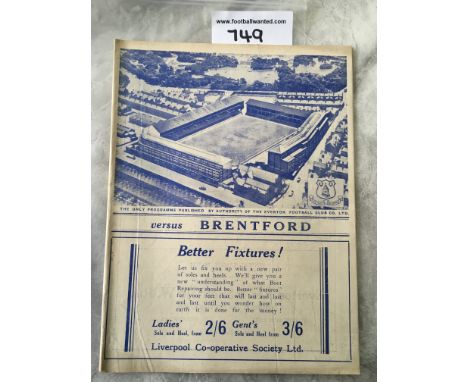 www.footballwanted.com
749
THE ONLY PROGRAMME PUBLISHED BY AUTHORITY OF THE EVERTON FOOTBALL CLUB CO. LTD.
versus BRENTFORD
Better Fixtures!
Let us fix you up with a new pair
of soles and heels. We'll give you a
new "understanding" of what Boot
Repairing should be. Better "fixtures"
for your feet that will last and last
and last until you wonder how on
earth it is done for the money!
Ladies' 2/6 Gent's 3/6
Sole and Heel, from Sole and Heel from
Liverpool Co-operative Society Ltd.